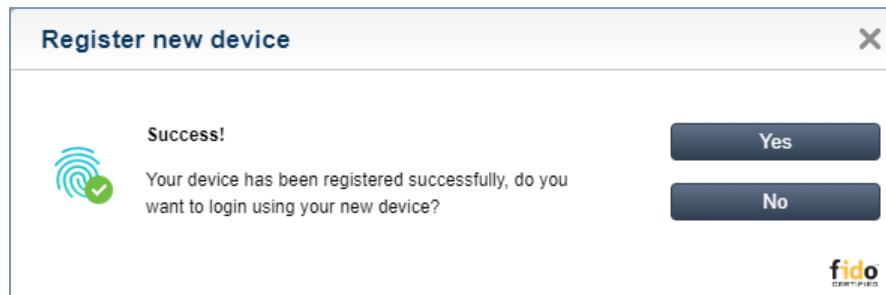 Register new device
Success!
Your device has been registered successfully, do you
want to login using your new device?
Yes
No
fido
CERTIFIED